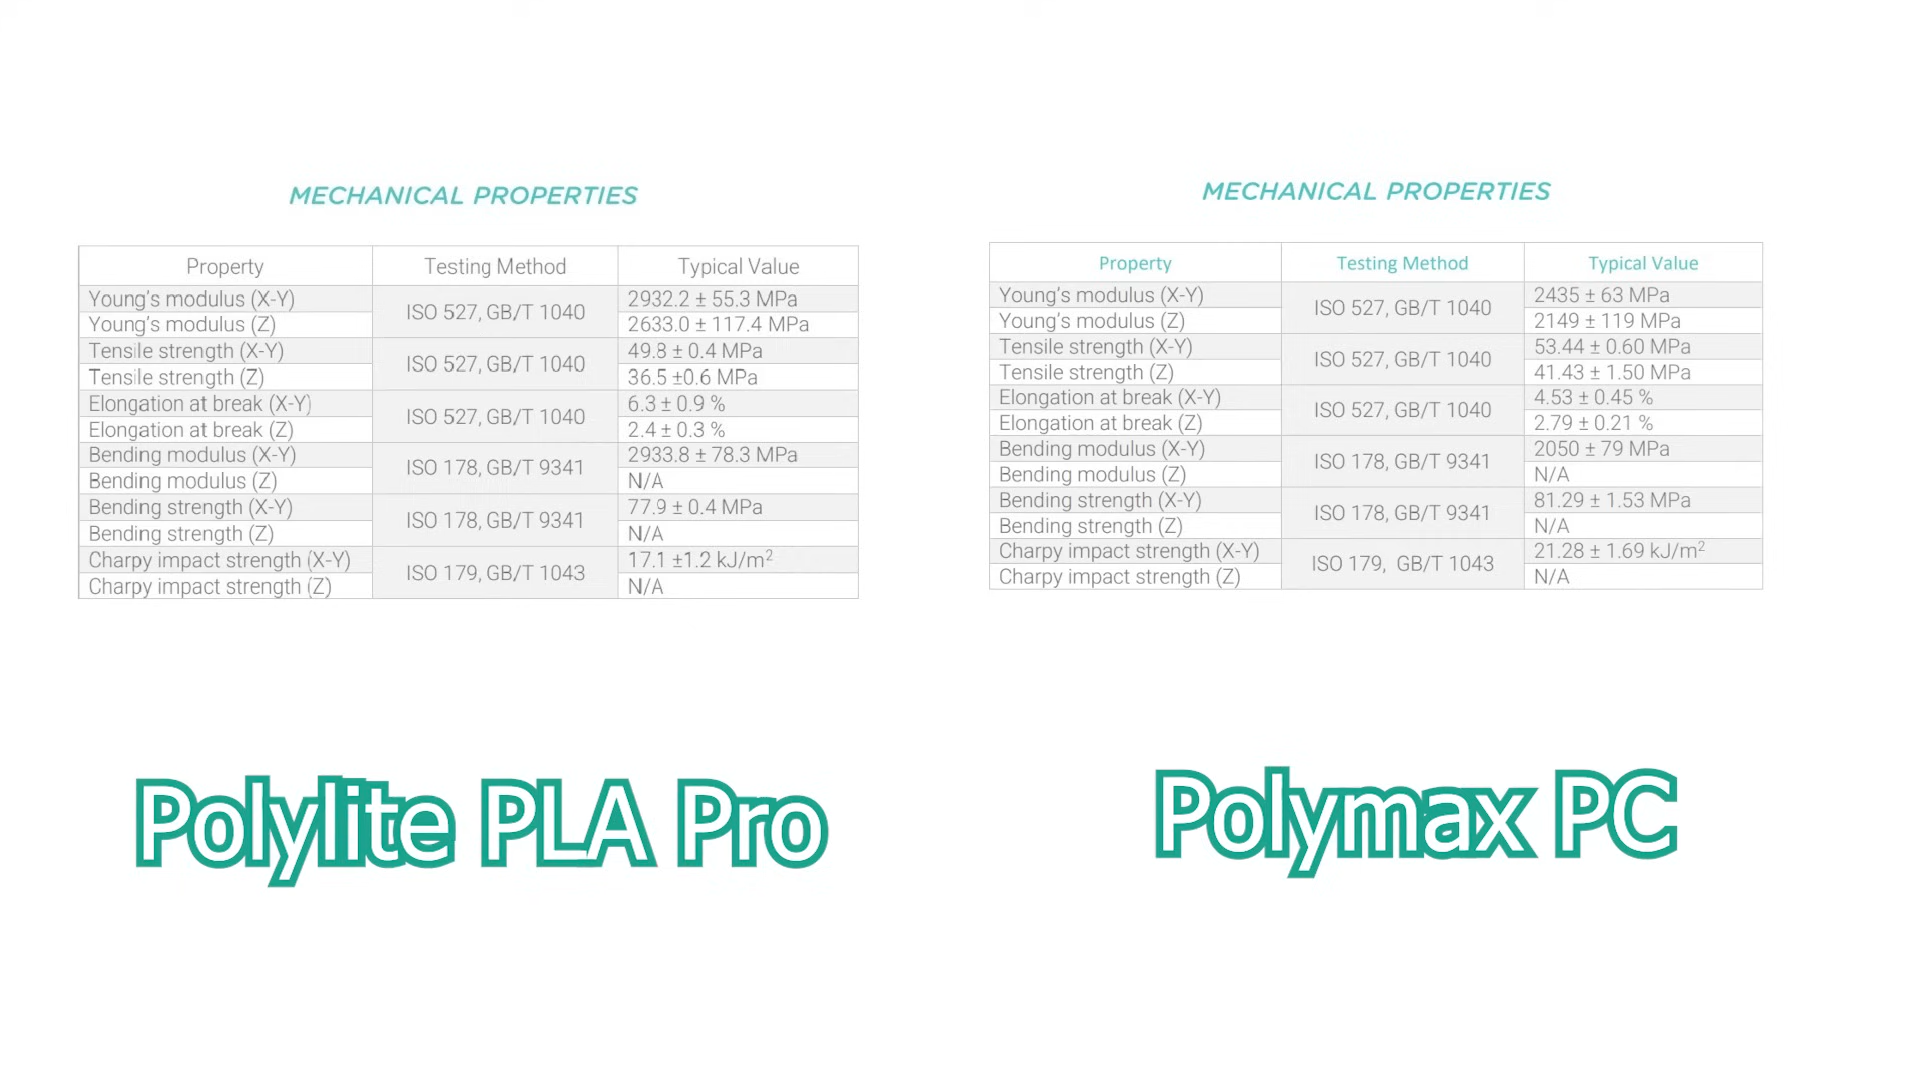 MECHANICAL PROPERTIES
Property Testing Method Typical Value
Young's modulus (X-Y) ISO 527, GB/T 1040 2932.2 ± 55.3 MPa
Young's modulus (Z) 2633.0 ± 117.4 MPa
Tensile strength (X-Y) ISO 527, GB/T 1040 49.8 ± 0.4 MPa
Tensile strength (Z) 36.5 ±0.6 MPa
Elongation at break (X-Y) ISO 527, GB/T 1040 6.3 ± 0.9 %
Elongation at break (Z) 2.4 ± 0.3 %
Bending modulus (X-Y) ISO 178, GB/T 9341 2933.8 ± 78.3 MPa
Bending modulus (Z) N/A
Bending strength (X-Y) ISO 178, GB/T 9341 77.9 ± 0.4 MPa
Bending strength (Z) N/A
Charpy impact strength (X-Y) ISO 179, GB/T 1043 17.1 ±1.2 kJ/m²
Charpy impact strength (Z) N/A
Polylite PLA Pro
MECHANICAL PROPERTIES
Property Testing Method Typical Value
Young's modulus (X-Y) ISO 527, GB/T 1040 2435 ± 63 MPa
Young's modulus (Z) 2149 ± 119 MPa
Tensile strength (X-Y) ISO 527, GB/T 1040 53.44 ± 0.60 MPa
Tensile strength (Z) 41.43 ± 1.50 MPa
Elongation at break (X-Y) ISO 527, GB/T 1040 4.53 ± 0.45 %
Elongation at break (Z) 2.79 ± 0.21 %
Bending modulus (X-Y) ISO 178, GB/T 9341 2050 ± 79 MPa
Bending modulus (Z) N/A
Bending strength (X-Y) ISO 178, GB/T 9341 81.29 ± 1.53 MPa
Bending strength (Z) N/A
Charpy impact strength (X-Y) ISO 179, GB/T 1043 21.28 ± 1.69 kJ/m²
Charpy impact strength (Z) N/A
Polymax PC